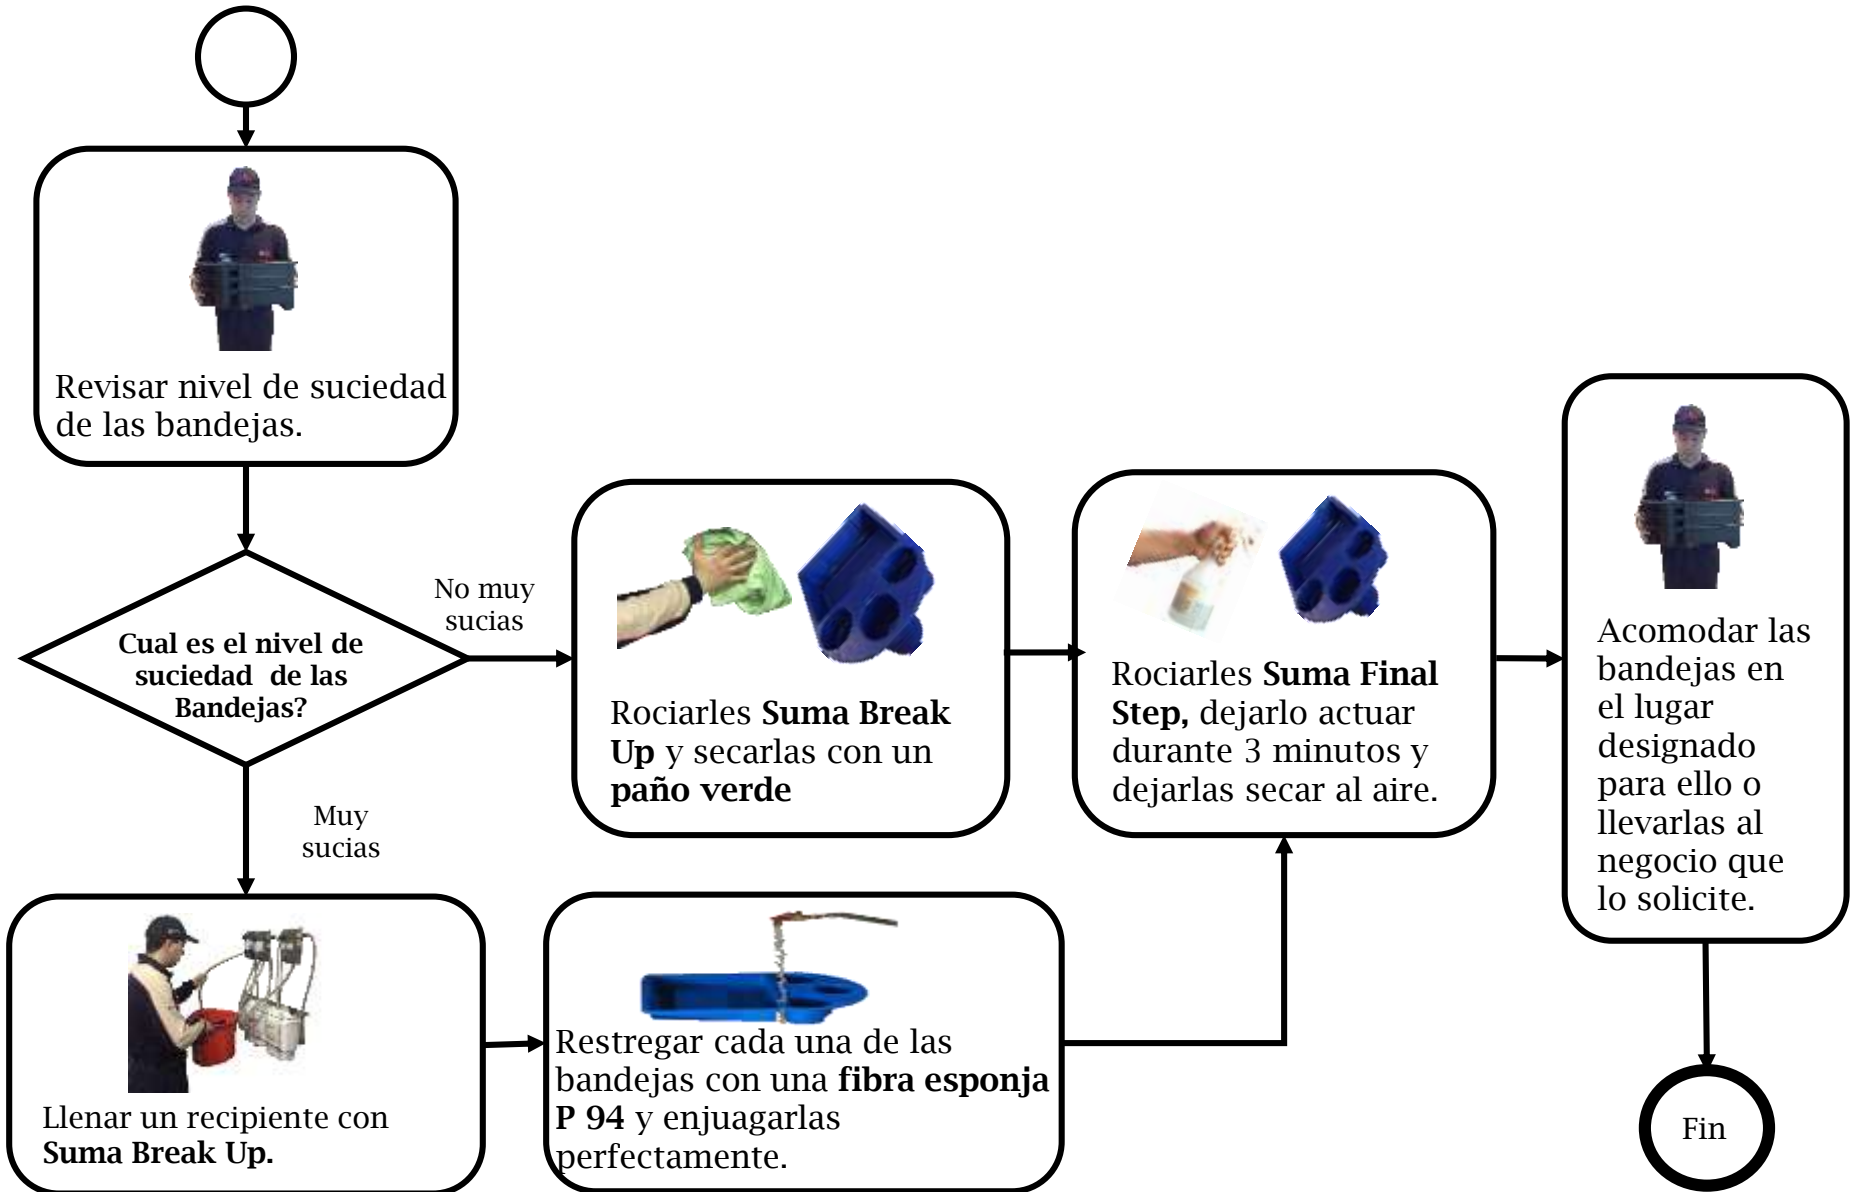 Revisar nivel de suciedad
de las bandejas.
Cual es el nivel de
suciedad de las
Bandejas?
No muy
sucias
Rociarles Suma Break
Up y secarlas con un
paño verde
Rociarles Suma Final
Step, dejarlo actuar
durante 3 minutos y
dejarlas secar al aire.
Acomodar las
bandejas en
el lugar
designado
para ello o
llevarlas al
negocio que
lo solicite.
Muy
sucias
Llenar un recipiente con
Suma Break Up.
Restregar cada una de las
bandejas con una fibra esponja
P 94 y enjuagarlas
perfectamente.
Fin